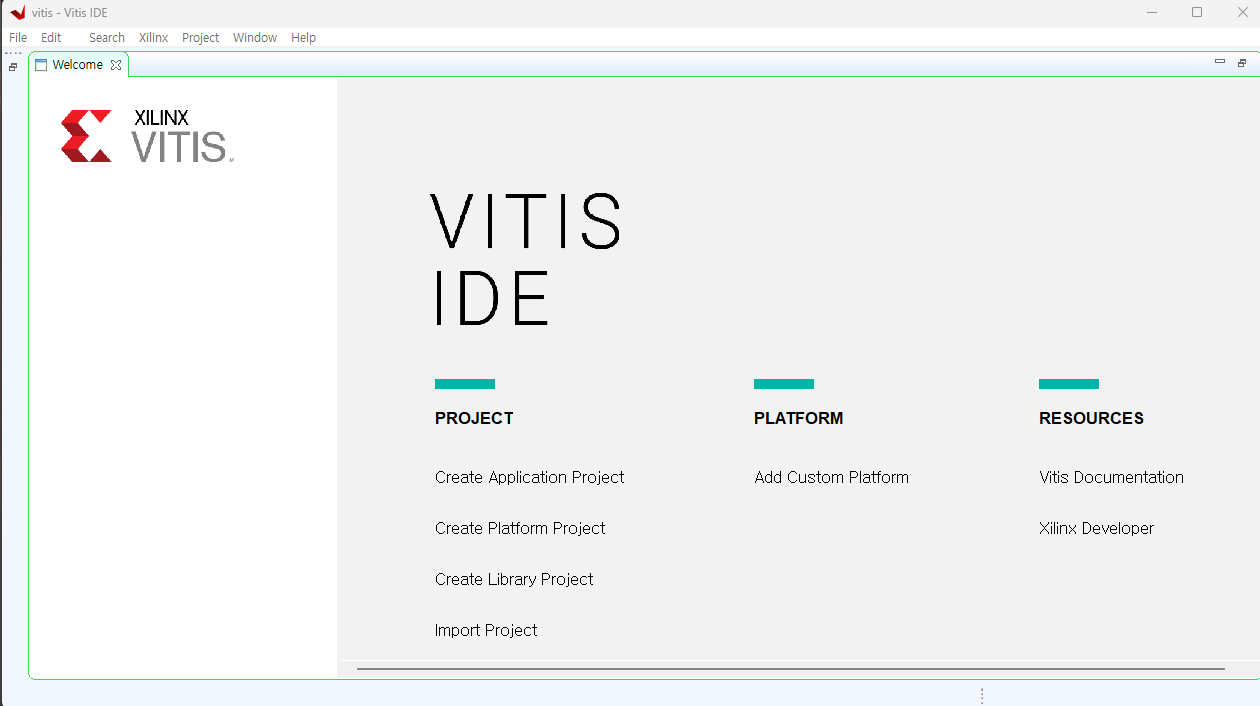 vitis - Vitis IDE
File Edit Search Xilinx Project Window Help
Welcome
XILINX
VITIS
VITIS
IDE
PROJECT PLATFORM RESOURCES
Create Application Project Add Custom Platform Vitis Documentation
Create Platform Project Xilinx Developer
Create Library Project
Import Project